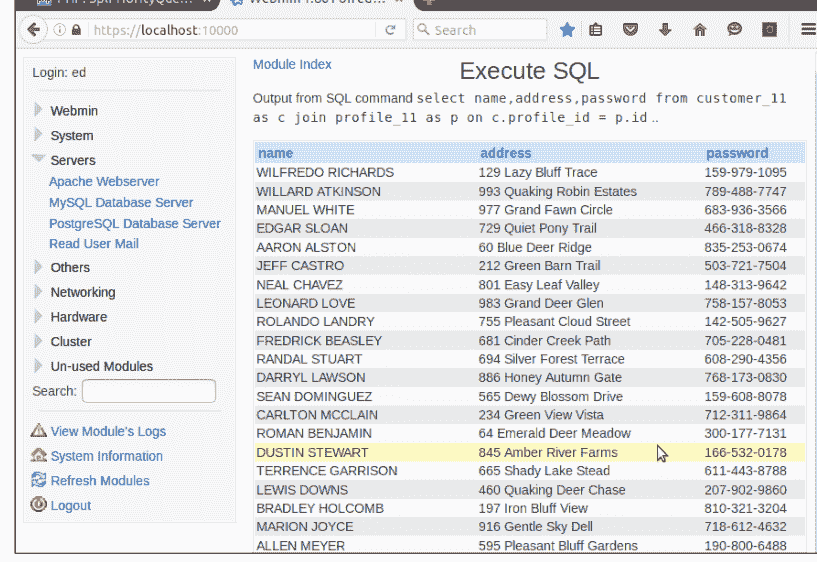 https://localhost:10000
Search
Login: ed
Webmin
System
Servers
Apache Webserver
MySQL Database Server
PostgreSQL Database Server
Read User Mail
Others
Networking
Hardware
Cluster
Un-used Modules
Search:
View Module's Logs
System Information
Refresh Modules
Logout
Module Index
Execute SQL
Output from SQL command select name,address,password from customer_11
as c join profile_11 as p on c.profile_id = p.id ..
name address password
WILFREDO RICHARDS 129 Lazy Bluff Trace 159-979-1095
WILLARD ATKINSON 993 Quaking Robin Estates 789-488-7747
MANUEL WHITE 977 Grand Fawn Circle 683-936-3566
EDGAR SLOAN 729 Quiet Pony Trail 466-318-8328
AARON ALSTON 60 Blue Deer Ridge 835-253-0674
JEFF CASTRO 212 Green Barn Trail 503-721-7504
NEAL CHAVEZ 801 Easy Leaf Valley 148-313-9642
LEONARD LOVE 983 Grand Deer Glen 758-157-8053
ROLANDO LANDRY 755 Pleasant Cloud Street 142-505-9627
FREDRICK BEASLEY 681 Cinder Creek Path 705-228-0481
RANDAL STUART 694 Silver Forest Terrace 608-290-4356
DARRYL LAWSON 886 Honey Autumn Gate 768-173-0830
SEAN DOMINGUEZ 565 Dewy Blossom Drive 159-608-8078
CARLTON MCCLAIN 234 Green View Vista 712-311-9864
ROMAN BENJAMIN 64 Emerald Deer Meadow 300-177-7131
DUSTIN STEWART 845 Amber River Farms 166-532-0178
TERRENCE GARRISON 665 Shady Lake Stead 611-443-8788
LEWIS DOWNS 460 Quaking Deer Chase 207-902-9860
BRADLEY HOLCOMB 197 Iron Bluff View 810-321-3204
MARION JOYCE 916 Gentle Sky Dell 718-612-4632
ALLEN MEYER 595 Pleasant Bluff Gardens 190-800-6488